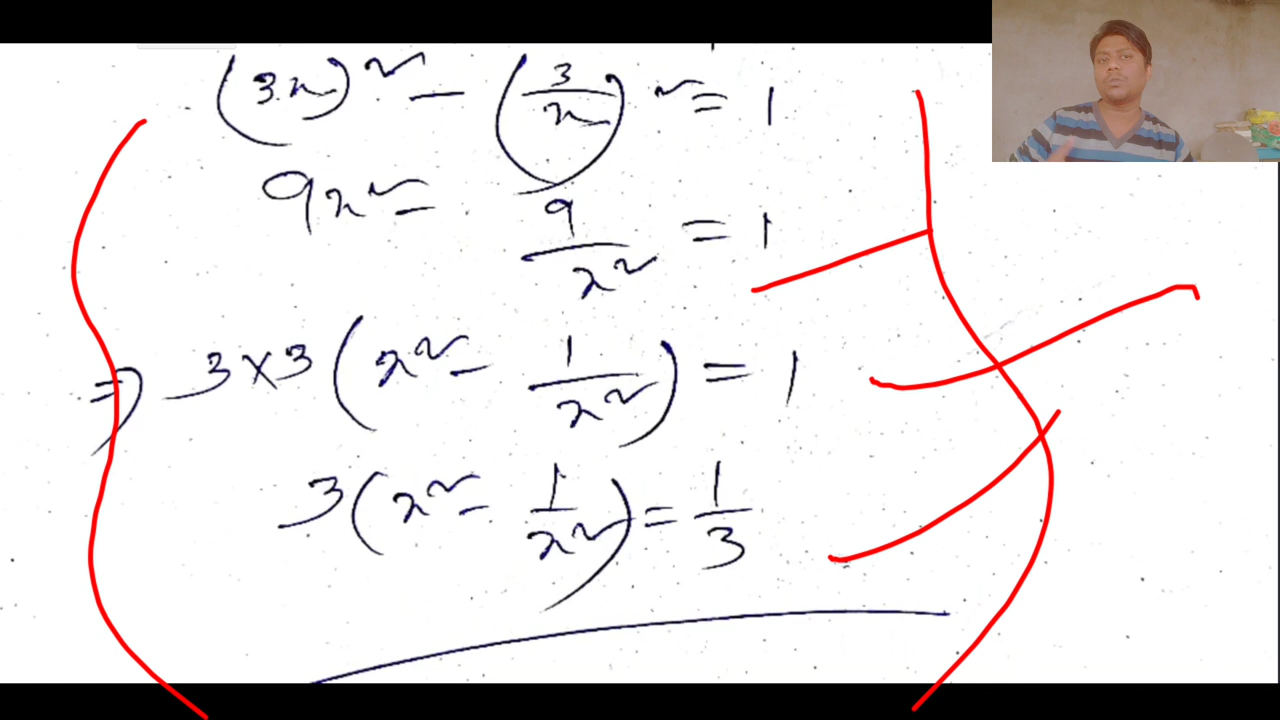 (3x)² - (3/x)² = 1
9x² - 9/x² = 1
⇒ 3×3(x² - 1/x²) = 1
3(x² - 1/x²) = 1/3